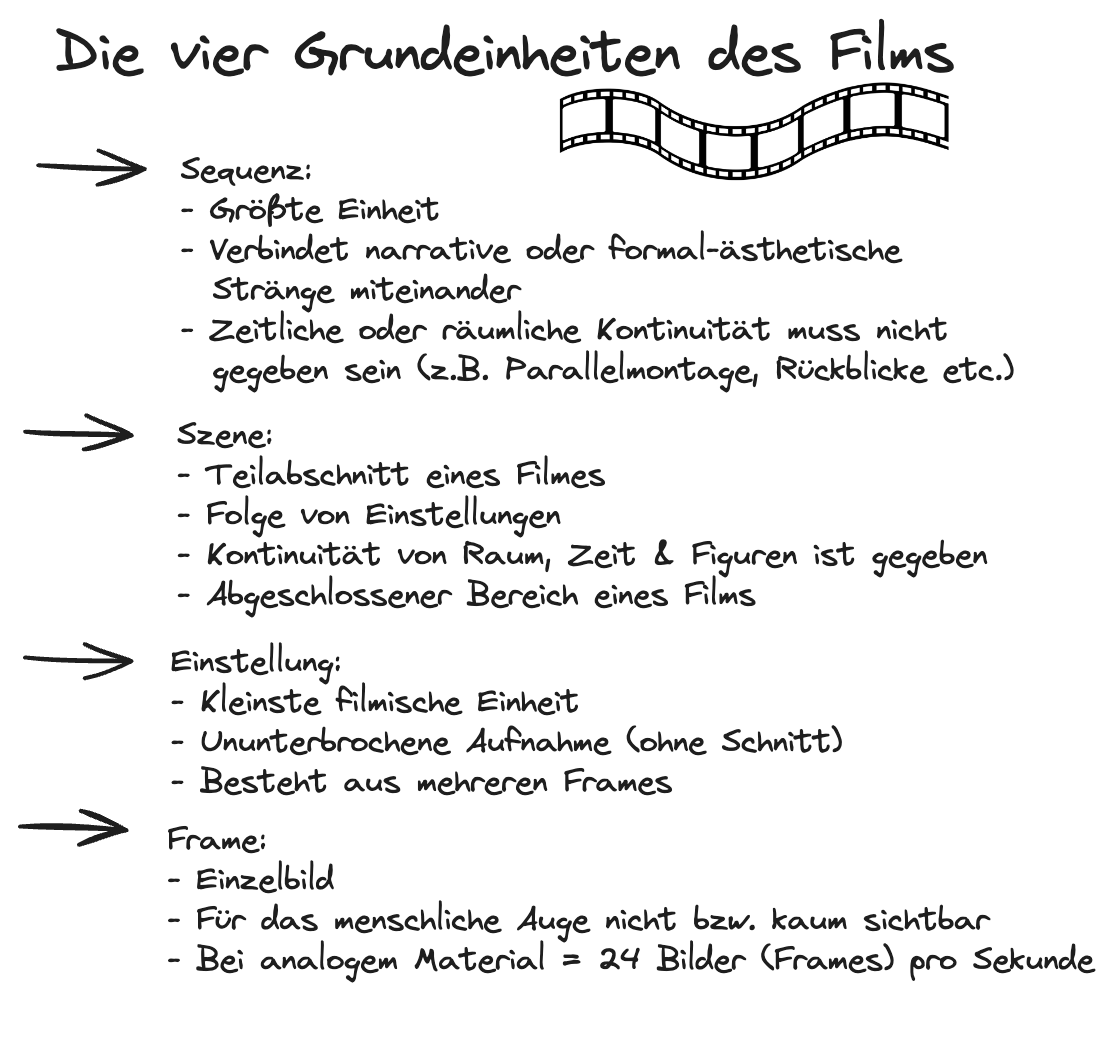 Die vier Grundeinheiten des Films
Sequenz:
- Größte Einheit
- Verbindet narrative oder formal-ästhetische
Stränge miteinander
- Zeitliche oder räumliche Kontinuität muss nicht
gegeben sein (z.B. Parallelmontage, Rückblicke etc.)
Szene:
- Teilabschnitt eines Filmes
- Folge von Einstellungen
- Kontinuität von Raum, Zeit & Figuren ist gegeben
- Abgeschlossener Bereich eines Films
Einstellung:
- Kleinste filmische Einheit
- Ununterbrochene Aufnahme (ohne Schnitt)
- Besteht aus mehreren Frames
Frame:
- Einzelbild
- Für das menschliche Auge nicht bzw. kaum sichtbar
- Bei analogem Material = 24 Bilder (Frames) pro Sekunde